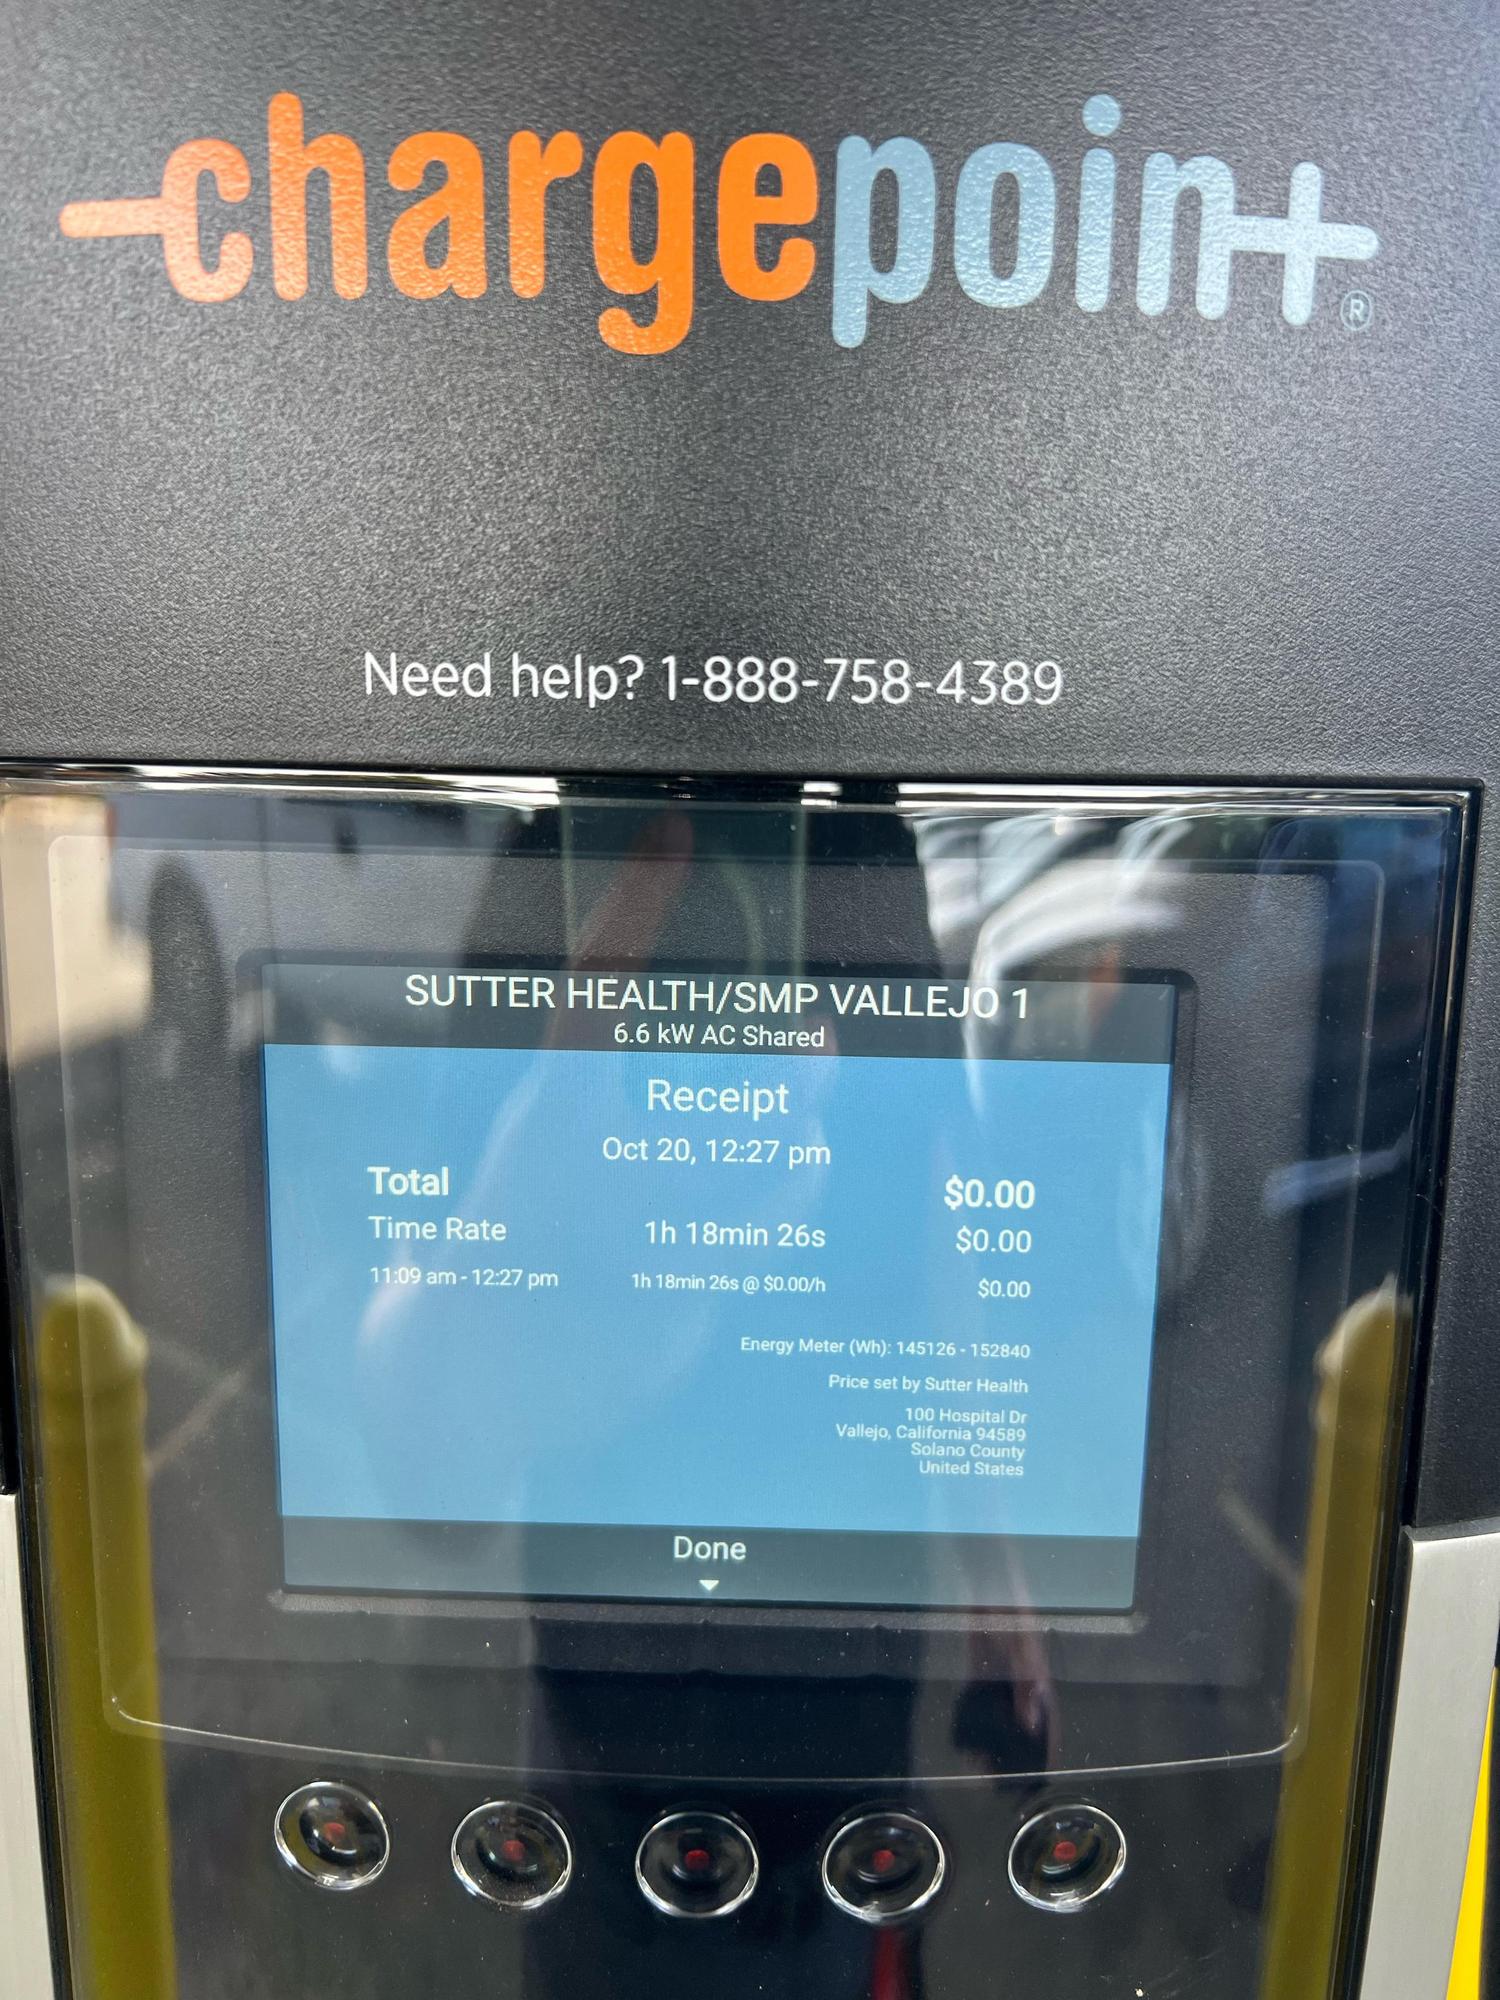 chargepoint®
Need help? 1-888-758-4389
SUTTER HEALTH/SMP VALLEJO 1
6.6 kW AC Shared
Receipt
Oct 20, 12:27 pm
Total $0.00
Time Rate 1h 18min 26s $0.00
11:09 am - 12:27 pm 1h 18min 26s @ $0.00/h $0.00
Energy Meter (Wh): 145126 - 152840
Price set by Sutter Health
100 Hospital Dr
Vallejo, California 94589
Solano County
United States
Done